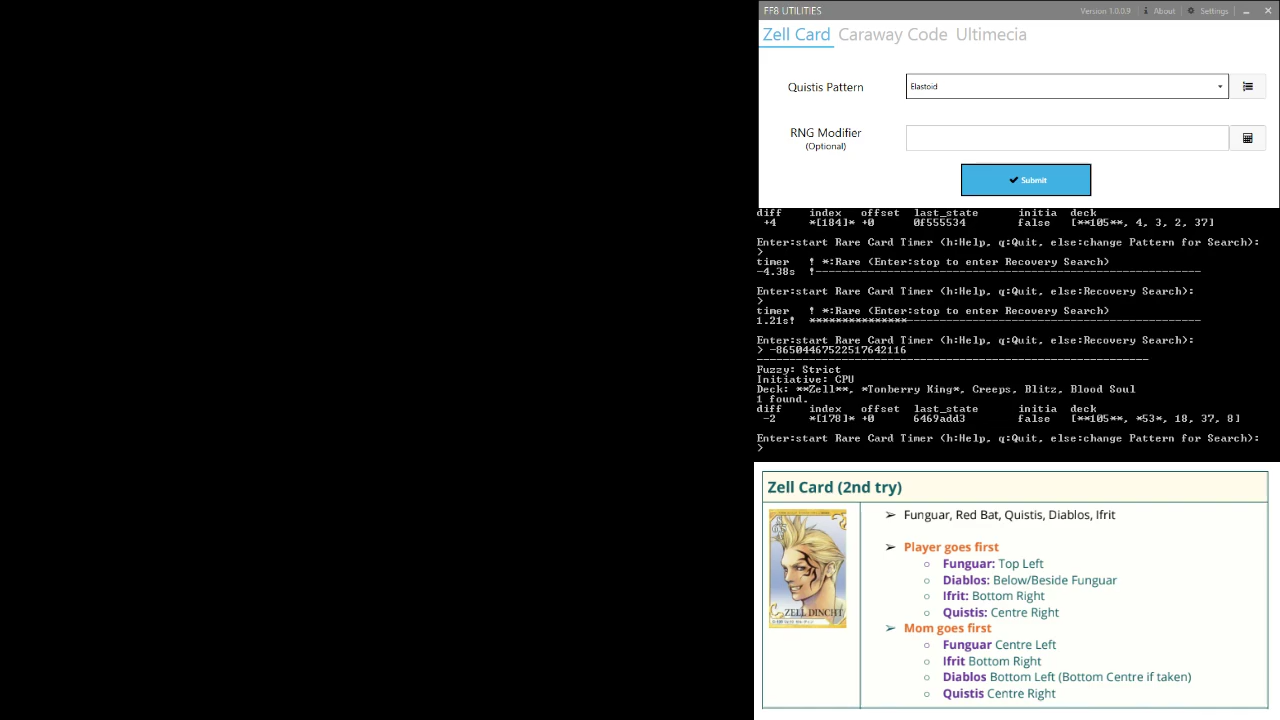 FF8 UTILITIES
Version 1.0.0.9 About Settings
Zell Card Caraway Code Ultimecia
Quistis Pattern
Elastoid
RNG Modifier
(Optional)
Submit
diff index offset last_state initia deck
+4 *[184]* +0 0f555534 false [**105**, 4, 3, 2, 37]
Enter:start Rare Card Timer (h:Help, q:Quit, else:change Pattern for Search):
>
timer ! *:Rare (Enter:stop to enter Recovery Search)
-4.38s !-----------------------------------------------------------
Enter:start Rare Card Timer (h:Help, q:Quit, else:Recovery Search):
>
timer ! *:Rare (Enter:stop to enter Recovery Search)
1.21s! ***************---------------------------------------------
Enter:start Rare Card Timer (h:Help, q:Quit, else:Recovery Search):
> -86504467522517642116
------------------------------------------------------------
Fuzzy: Strict
Initiative: CPU
Deck: **Zell**, *Tonberry King*, Creeps, Blitz, Blood Soul
1 found.
diff index offset last_state initia deck
-2 *[178]* +0 6469add3 false [**105**, *53*, 18, 37, 8]
Enter:start Rare Card Timer (h:Help, q:Quit, else:change Pattern for Search):
>
Zell Card (2nd try)
➢ Funguar, Red Bat, Quistis, Diablos, Ifrit
➢ Player goes first
○ Funguar: Top Left
○ Diablos: Below/Beside Funguar
○ Ifrit: Bottom Right
○ Quistis: Centre Right
➢ Mom goes first
○ Funguar Centre Left
○ Ifrit Bottom Right
○ Diablos Bottom Left (Bottom Centre if taken)
○ Quistis Centre Right
ZELL DINCHT